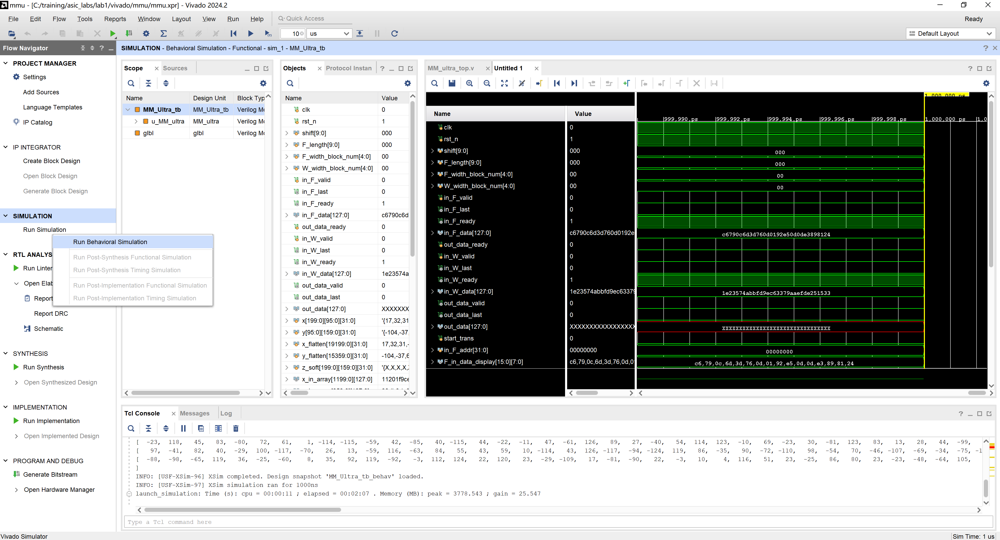 mmu - [C:/training/asic_labs/lab1/vivado/mmu/mmu.xpr] - Vivado 2024.2
File Edit Flow Tools Reports Window Layout View Run Help Quick Access Ready
10 us Default Layout
Flow Navigator
SIMULATION - Behavioral Simulation - Functional - sim_1 - MM_Ultra_tb
PROJECT MANAGER
Settings
Add Sources
Language Templates
IP Catalog
IP INTEGRATOR
Create Block Design
Open Block Design
Generate Block Design
SIMULATION
Run Simulation
Run Behavioral Simulation
Run Post-Synthesis Functional Simulation
Run Post-Synthesis Timing Simulation
Run Post-Implementation Functional Simulation
Run Post-Implementation Timing Simulation
RTL ANALYS
Run Linter
Open Elab
Report
Report DRC
Schematic
SYNTHESIS
Run Synthesis
Open Synthesized Design
IMPLEMENTATION
Run Implementation
Open Implemented Design
PROGRAM AND DEBUG
Generate Bitstream
Open Hardware Manager
Scope Sources
Name Design Unit Block Typ
MM_Ultra_tb MM_Ultra_tb Verilog Mo
u_MM_ultra MM_ultra Verilog Mo
glbl glbl Verilog Mo
Objects Protocol Instan
Name Value
clk 0
rst_n 1
shift[9:0] 000
F_length[9:0] 000
F_width_block_num[4:0] 00
W_width_block_num[4:0] 00
in_F_valid 0
in_F_last 0
in_F_ready 1
in_F_data[127:0] c6790c6d
out_data_ready 0
in_W_valid 0
in_W_last 0
in_W_ready 1
in_W_data[127:0] 1e23574a
out_data_valid 0
out_data_last 0
out_data[127:0] XXXXXXX
x[199:0][95:0][31:0] '{17,32,31
y[95:0][159:0][31:0] '{-104,-37,
x_flatten[19199:0][31:0] 17,32,31,-
y_flatten[15359:0][31:0] -104,-37,6
z_soft[199:0][159:0][31:0] '{X,X,X,X,
x_in_array[1199:0][127:0] 11201f9ce
MM_ultra_top.v Untitled 1
1,000,000 ps
Name Value
999,990 ps 999,992 ps 999,994 ps 999,996 ps 999,998 ps 1,000,000 ps 1,0
clk 0
rst_n 1
shift[9:0] 000 000
F_length[9:0] 000 000
F_width_block_num[4:0] 00 00
W_width_block_num[4:0] 00 00
in_F_valid 0
in_F_last 0
in_F_ready 1
in_F_data[127:0] c6790c6d3d760d0192e c6790c6d3d760d0192e50d0de3898124
out_data_ready 0
in_W_valid 0
in_W_last 0
in_W_ready 1
in_W_data[127:0] 1e23574abbfd9ec63379 1e23574abbfd9ec63379aaefde251533
out_data_valid 0
out_data_last 0
out_data[127:0] XXXXXXXXXXXXXXXXX XXXXXXXXXXXXXXXXXXXXXXXXXXXXXXXX
start_trans 0
in_F_addr[31:0] 00000000 00000000
F_in_data_display[15:0][7:0] c6,79,0c,6d,3d,76,0d,0 c6,79,0c,6d,3d,76,0d,01,92,e5,0d,0d,e3,89,81,24
Tcl Console Messages Log
[ -23, 118, 45, 83, -80, 72, 61, 1, -114, -115, -59, 42, -85, 40, -115, 44, -22, -11, 47, -61, 126, 89, 27, -40, 54, 114, 123, -10, 69, -23, 30, -81, 123, 83, 13, 28, 44, -99,
[ 97, -41, 82, 40, -29, 100, -117, -70, 26, 13, -59, 116, -63, 84, 55, 43, 59, 10, -114, 43, 126, -117, -94, -124, 119, 86, -35, 90, -72, -110, 98, -54, 70, -46, -107, -69, -34, -75, -1
[ -88, -98, -65, 119, 36, -25, -60, 8, 35, 92, 119, -92, -3, 112, 124, 22, 120, 23, -29, -109, 17, -81, -90, 22, -3, 10, 4, 116, 51, 23, -25, 86, 80, 23, -23, -48, -64, 105,
]
INFO: [USF-XSim-96] XSim completed. Design snapshot 'MM_Ultra_tb_behav' loaded.
INFO: [USF-XSim-97] XSim simulation ran for 1000ns
launch_simulation: Time (s): cpu = 00:00:11 ; elapsed = 00:02:07 . Memory (MB): peak = 3778.543 ; gain = 25.547
Type a Tcl command here
Vivado Simulator Sim Time: 1 us